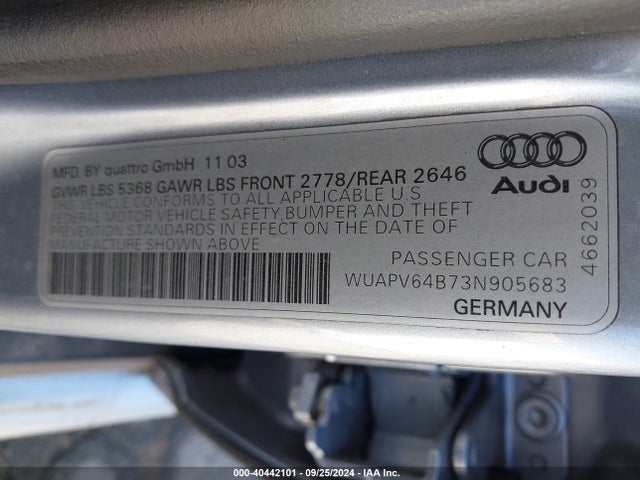 MFD. BY quattro GmbH 11 03
GVWR LBS 5368 GAWR LBS FRONT 2778/REAR 2646
THIS VEHICLE CONFORMS TO ALL APPLICABLE U S
FEDERAL MOTOR VEHICLE SAFETY,BUMPER AND THEFT
PREVENTION STANDARDS IN EFFECT ON THE DATE OF
MANUFACTURE SHOWN ABOVE
Audi
4662039
PASSENGER CAR
WUAPV64B73N905683
GERMANY
000-40442101 - 09/25/2024 - IAA Inc.